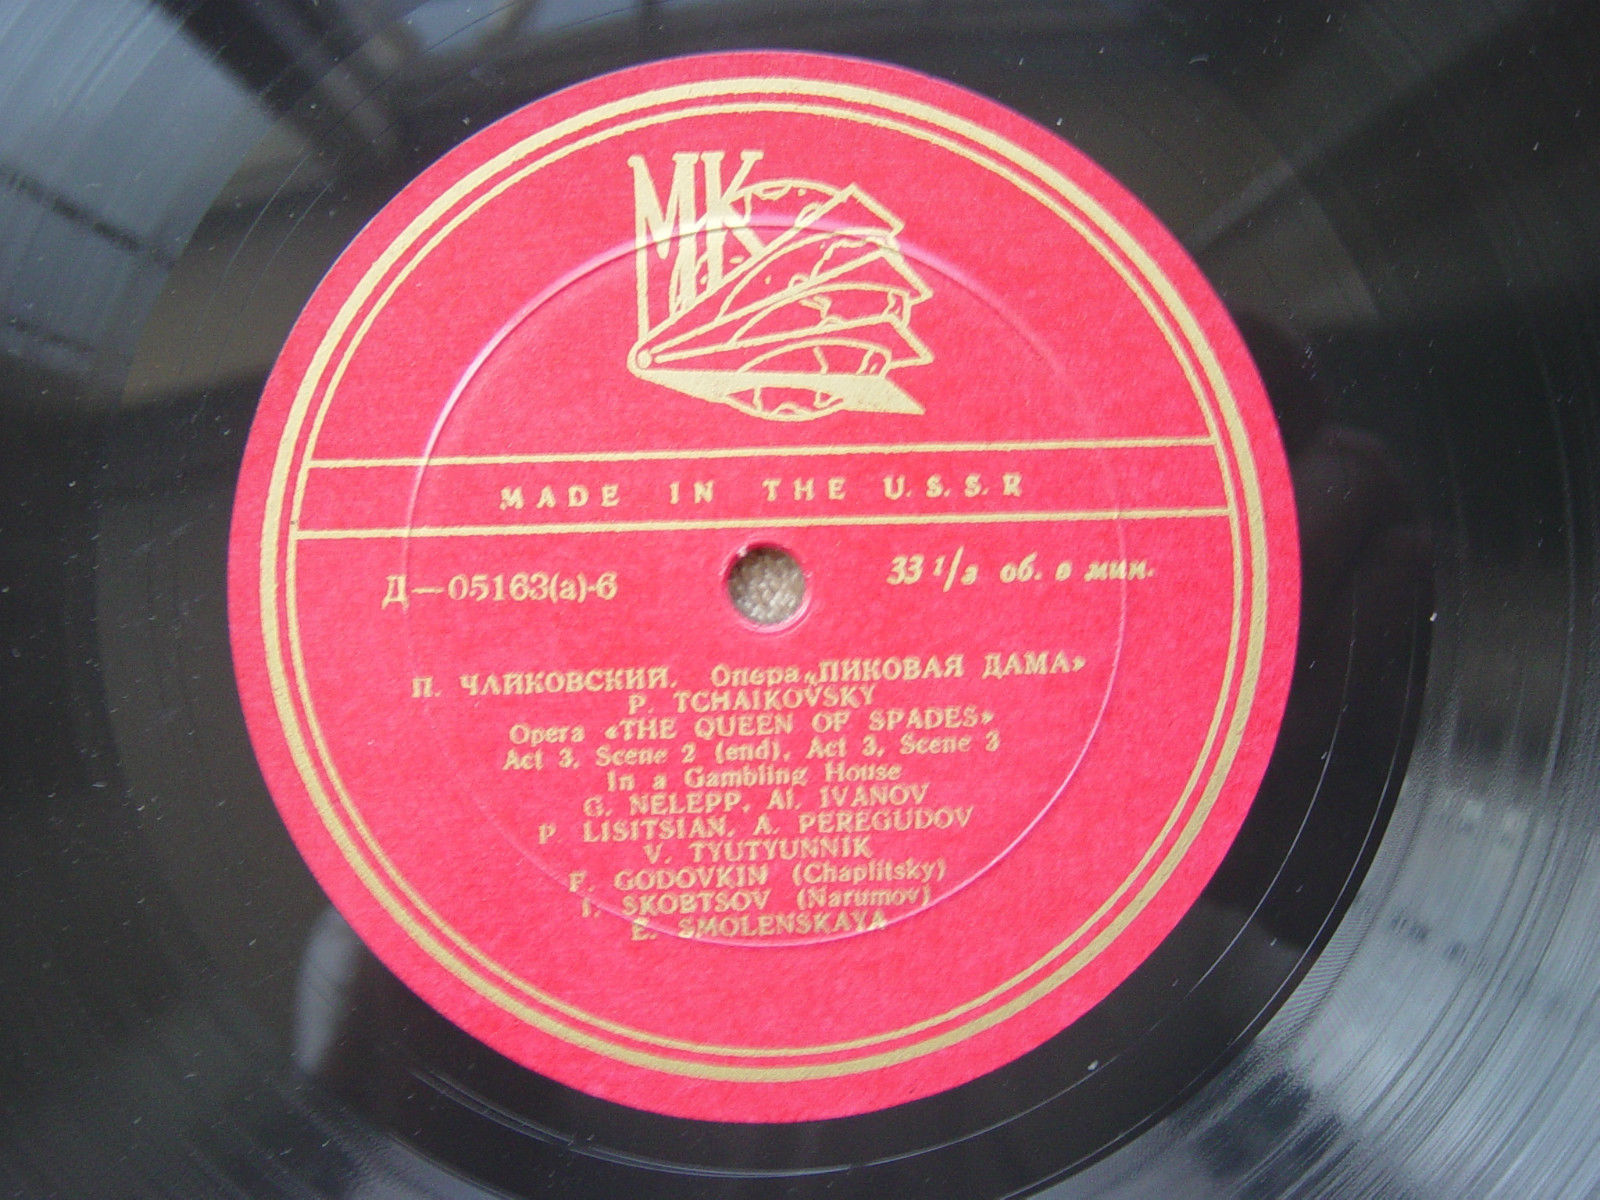 МК
MADE IN THE U.S.S.R
Д—05163(а)-6 33 1/3 об. в мин.
П. ЧАЙКОВСКИЙ. Опера «ПИКОВАЯ ДАМА»
P. TCHAIKOVSKY
Opera «THE QUEEN OF SPADES»
Act 3, Scene 2 (end), Act 3, Scene 3
In a Gambling House
G. NELEPP, Al. IVANOV
P LISITSIAN, A. PEREGUDOV
V. TYUTYUNNIK
F. GODOVKIN (Chaplitsky)
I. SKOBTSOV (Narumov)
E. SMOLENSKAYA